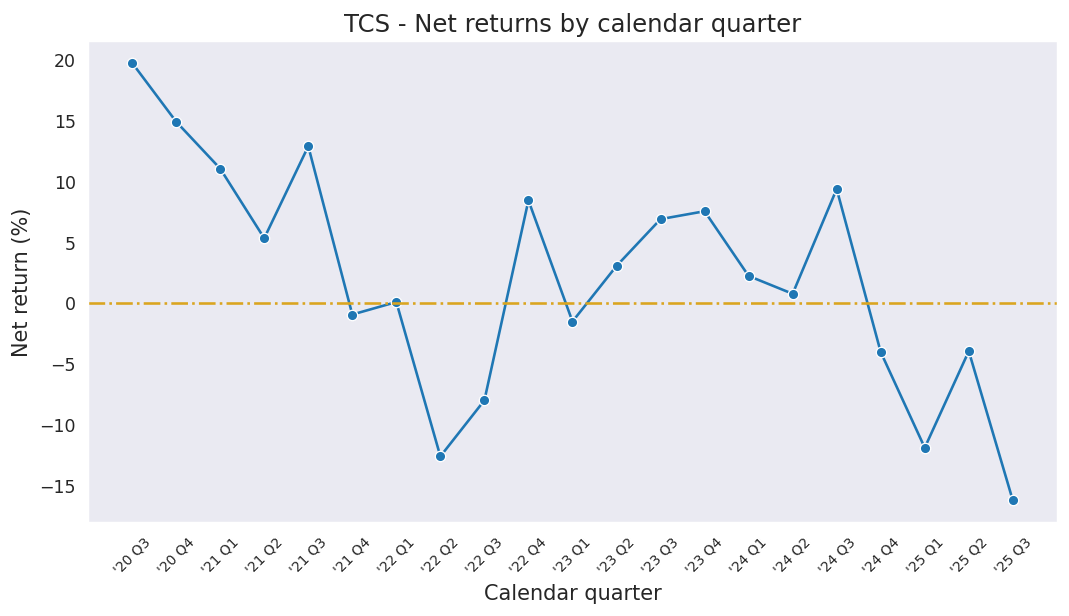 TCS - Net returns by calendar quarter
Net return (%)
20
15
10
5
0
−5
−10
−15
'20 Q3
'20 Q4
'21 Q1
'21 Q2
'21 Q3
'21 Q4
'22 Q1
'22 Q2
'22 Q3
'22 Q4
'23 Q1
'23 Q2
'23 Q3
'23 Q4
'24 Q1
'24 Q2
'24 Q3
'24 Q4
'25 Q1
'25 Q2
'25 Q3
Calendar quarter